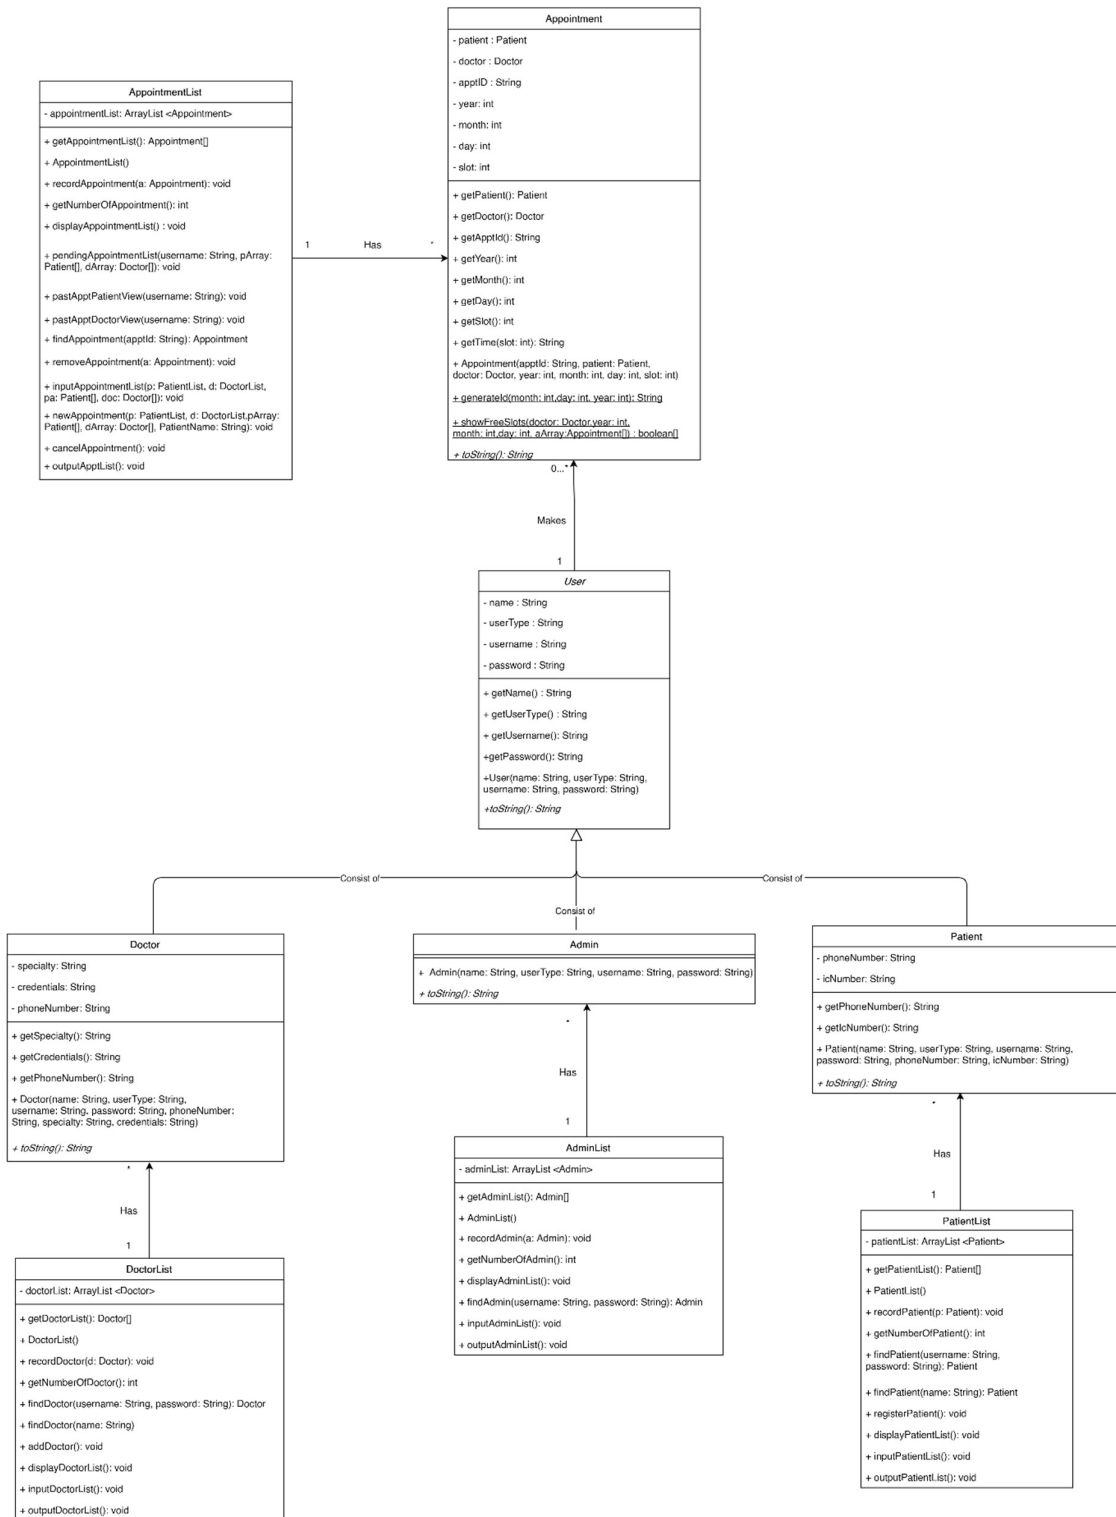 Appointment
- patient : Patient
- doctor : Doctor
- apptID : String
- year: int
- month: int
- day: int
- slot: int
+ getPatient(): Patient
+ getDoctor(): Doctor
+ getApptId(): String
+ getYear(): int
+ getMonth(): int
+ getDay(): int
+ getSlot(): int
+ getTime(slot: int): String
+ Appointment(apptId: String, patient: Patient,
doctor: Doctor, year: int, month: int, day: int, slot: int)
+ generateId(month: int,day: int, year: int): String
+ showFreeSlots(doctor: Doctor,year: int,
month: int,day: int, aArray:Appointment[]) : boolean[]
+ toString(): String
AppointmentList
- appointmentList: ArrayList <Appointment>
+ getAppointmentList(): Appointment[]
+ AppointmentList()
+ recordAppointment(a: Appointment): void
+ getNumberOfAppointment(): int
+ displayAppointmentList() : void
+ pendingAppointmentList(username: String, pArray:
Patient[], dArray: Doctor[]): void
+ pastApptPatientView(username: String): void
+ pastApptDoctorView(username: String): void
+ findAppointment(apptId: String): Appointment
+ removeAppointment(a: Appointment): void
+ inputAppointmentList(p: PatientList, d: DoctorList,
pa: Patient[], doc: Doctor[]): void
+ newAppointment(p: PatientList, d: DoctorList,pArray:
Patient[], dArray: Doctor[], PatientName: String): void
+ cancelAppointment(): void
+ outputApptList(): void
1 Has *
0...*
Makes
1
User
- name : String
- userType : String
- username : String
- password : String
+ getName() : String
+ getUserType() : String
+ getUsername(): String
+getPassword(): String
+User(name: String, userType: String,
username: String, password: String)
+toString(): String
Consist of
Consist of
Consist of
Doctor
- specialty: String
- credentials: String
- phoneNumber: String
+ getSpecialty(): String
+ getCredentials(): String
+ getPhoneNumber(): String
+ Doctor(name: String, userType: String,
username: String, password: String, phoneNumber:
String, specialty: String, credentials: String)
+ toString(): String
Admin
+ Admin(name: String, userType: String, username: String, password: String)
+ toString(): String
Patient
- phoneNumber: String
- icNumber: String
+ getPhoneNumber(): String
+ getIcNumber(): String
+ Patient(name: String, userType: String, username: String,
password: String, phoneNumber: String, icNumber: String)
+ toString(): String
*
Has
1
*
Has
1
*
Has
1
DoctorList
- doctorList: ArrayList <Doctor>
+ getDoctorList(): Doctor[]
+ DoctorList()
+ recordDoctor(d: Doctor): void
+ getNumberOfDoctor(): int
+ findDoctor(username: String, password: String): Doctor
+ findDoctor(name: String)
+ addDoctor(): void
+ displayDoctorList(): void
+ inputDoctorList(): void
+ outputDoctorList(): void
AdminList
- adminList: ArrayList <Admin>
+ getAdminList(): Admin[]
+ AdminList()
+ recordAdmin(a: Admin): void
+ getNumberOfAdmin(): int
+ displayAdminList(): void
+ findAdmin(username: String, password: String): Admin
+ inputAdminList(): void
+ outputAdminList(): void
PatientList
- patientList: ArrayList <Patient>
+ getPatientList(): Patient[]
+ PatientList()
+ recordPatient(p: Patient): void
+ getNumberOfPatient(): int
+ findPatient(username: String,
password: String): Patient
+ findPatient(name: String): Patient
+ registerPatient(): void
+ displayPatientList(): void
+ inputPatientList(): void
+ outputPatientList(): void